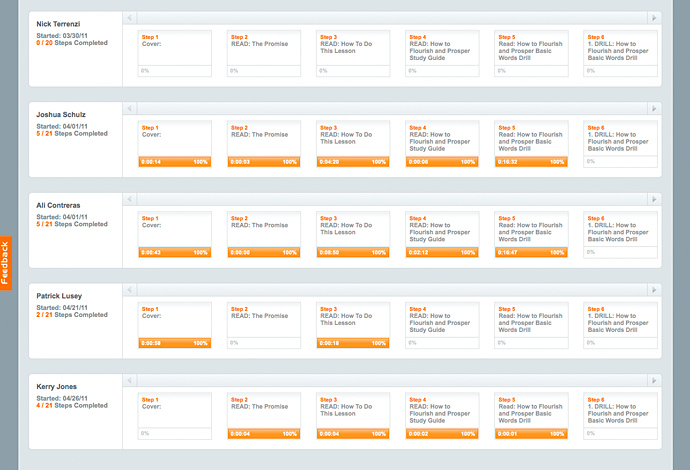 Nick Terrenzi
Started: 03/30/11
0 / 20 Steps Completed
Step 1
Cover:
0%
Step 2
READ: The Promise
0%
Step 3
READ: How To Do
This Lesson
0%
Step 4
READ: How to
Flourish and Prosper
Study Guide
0%
Step 5
Read: How to Flourish
and Prosper Basic
Words Drill
0%
Step 6
1. DRILL: How to
Flourish and Prosper
Basic Words Drill
0%
Joshua Schulz
Started: 04/01/11
5 / 21 Steps Completed
Step 1
Cover:
0:00:14 100%
Step 2
READ: The Promise
0:00:03 100%
Step 3
READ: How To Do
This Lesson
0:04:20 100%
Step 4
READ: How to
Flourish and Prosper
Study Guide
0:00:06 100%
Step 5
Read: How to Flourish
and Prosper Basic
Words Drill
0:16:32 100%
Step 6
1. DRILL: How to
Flourish and Prosper
Basic Words Drill
0%
Ali Contreras
Started: 04/01/11
5 / 21 Steps Completed
Step 1
Cover:
0:00:43 100%
Step 2
READ: The Promise
0:00:05 100%
Step 3
READ: How To Do
This Lesson
0:06:50 100%
Step 4
READ: How to
Flourish and Prosper
Study Guide
0:02:13 100%
Step 5
Read: How to Flourish
and Prosper Basic
Words Drill
0:16:47 100%
Step 6
1. DRILL: How to
Flourish and Prosper
Basic Words Drill
0%
Feedback
Patrick Lusey
Started: 04/21/11
2 / 21 Steps Completed
Step 1
Cover:
0:00:58 100%
Step 2
READ: The Promise
0%
Step 3
READ: How To Do
This Lesson
0:00:18 100%
Step 4
READ: How to
Flourish and Prosper
Study Guide
0%
Step 5
Read: How to Flourish
and Prosper Basic
Words Drill
0%
Step 6
1. DRILL: How to
Flourish and Prosper
Basic Words Drill
0%
Kerry Jones
Started: 04/26/11
4 / 21 Steps Completed
Step 1
Cover:
0%
Step 2
READ: The Promise
0:00:04 100%
Step 3
READ: How To Do
This Lesson
0:00:04 100%
Step 4
READ: How to
Flourish and Prosper
Study Guide
0:00:02 100%
Step 5
Read: How to Flourish
and Prosper Basic
Words Drill
0:00:01 100%
Step 6
1. DRILL: How to
Flourish and Prosper
Basic Words Drill
0%